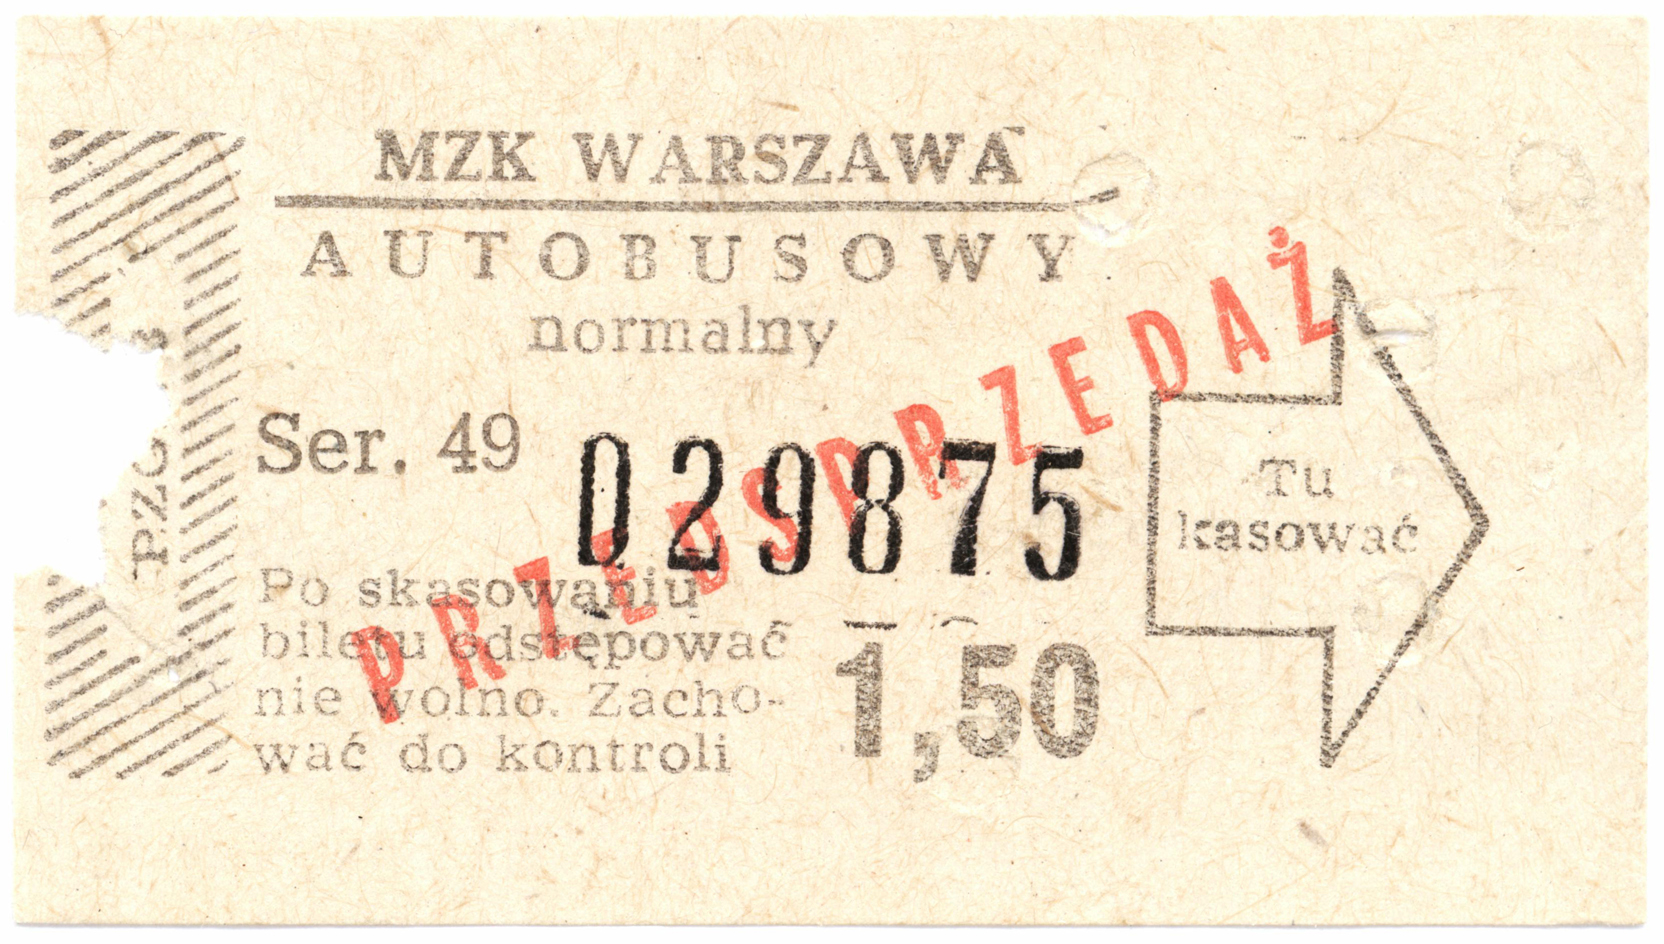 MZK WARSZAWA
AUTOBUSOWY
normalny
Ser. 49 029875
PRZEDSPRZEDAŻ
Po skasowaniu
biletu odstępować
nie wolno. Zacho-
wać do kontroli
1,50
Tu
kasować